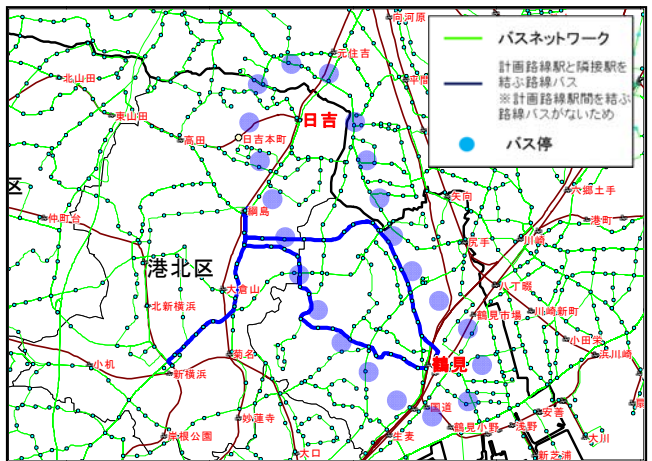 バスネットワーク
計画路線駅と隣接駅を
結ぶ路線バス
※計画路線駅間を結ぶ
路線バスがないため
バス停
向河原
元住吉
北山田
東山田
日吉
高田
日吉本町
区
矢向
六郷土手
綱島
仲町台
港町
尻手
川崎
港北区
大倉山
八丁畷
北新横浜
鶴見市場
川崎新町
小田栄
菊名
浜川崎
小机
新横浜
鶴見
国道
妙蓮寺
安善
岸根公園
生麦
鶴見小野
浅野
大川
大口
新芝浦